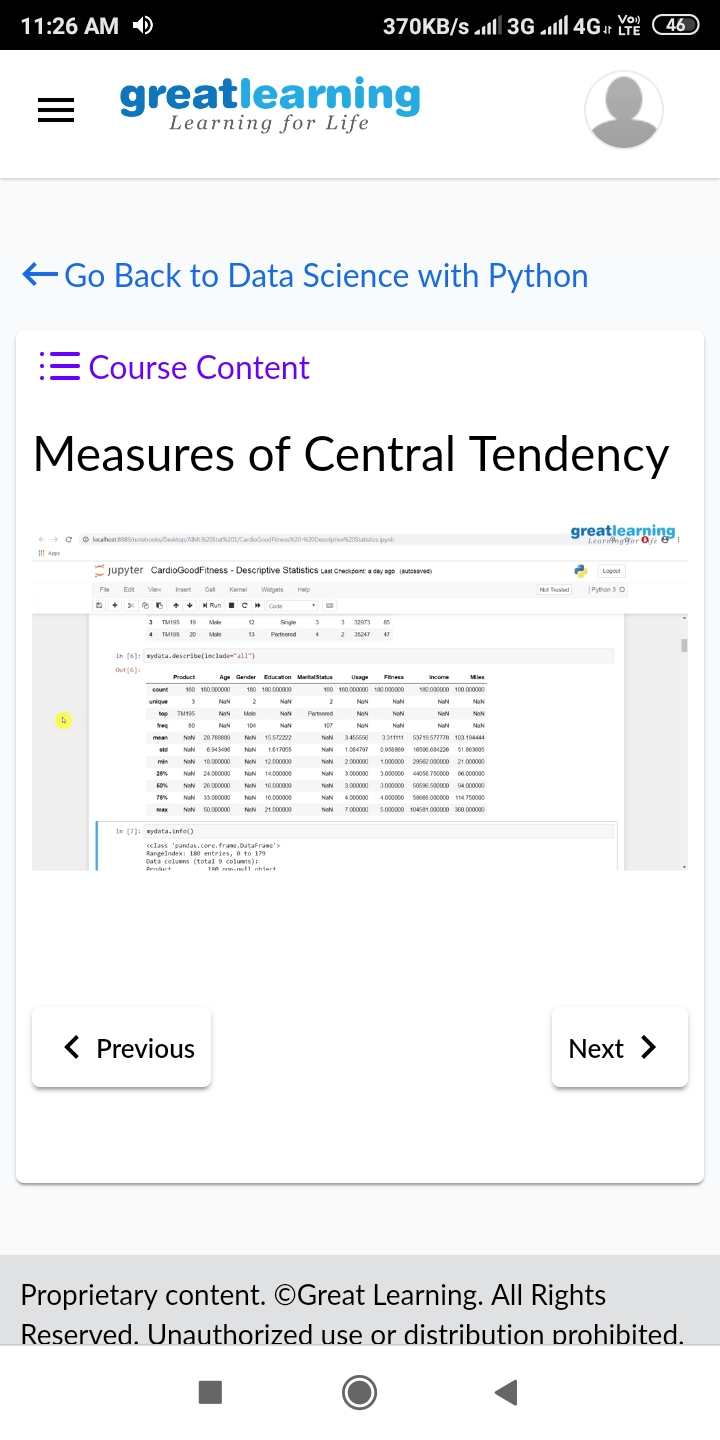 11:26 AM 370KB/s 3G 4G VoLTE 46
greatlearning
Learning for Life
Go Back to Data Science with Python
Course Content
Measures of Central Tendency
greatlearning
Learning for Life
Apps
jupyter CardioGoodFitness - Descriptive Statistics Last Checkpoint: a day ago (autosaved) Logout
File Edit View Insert Cell Kernel Widgets Help Not Trusted Python 3
Run Code
3 TM195 19 Male 12 Single 3 3 32973 85
4 TM195 20 Male 13 Partnered 4 2 35247 47
In [6]: mydata.describe(include="all")
Out[6]:
Product Age Gender Education MaritalStatus Usage Fitness Income Miles
count 180 180.000000 180 180.000000 180 180.000000 180.000000 180.000000 180.000000
unique 3 NaN 2 NaN 2 NaN NaN NaN NaN
top TM195 NaN Male NaN Partnered NaN NaN NaN NaN
freq 80 NaN 104 NaN 107 NaN NaN NaN NaN
mean NaN 28.788889 NaN 15.572222 NaN 3.455556 3.311111 53719.577778 103.194444
std NaN 6.943498 NaN 1.617055 NaN 1.084797 0.958869 16506.684226 51.863605
min NaN 18.000000 NaN 12.000000 NaN 2.000000 1.000000 29562.000000 21.000000
25% NaN 24.000000 NaN 14.000000 NaN 3.000000 3.000000 44058.750000 66.000000
50% NaN 26.000000 NaN 16.000000 NaN 3.000000 3.000000 50596.500000 94.000000
75% NaN 33.000000 NaN 16.000000 NaN 4.000000 4.000000 58668.000000 114.750000
max NaN 50.000000 NaN 21.000000 NaN 7.000000 5.000000 104581.000000 360.000000
In [7]: mydata.info()
<class 'pandas.core.frame.DataFrame'>
RangeIndex: 180 entries, 0 to 179
Data columns (total 9 columns):
Product 180 non-null object
Previous Next
Proprietary content. ©Great Learning. All Rights
Reserved. Unauthorized use or distribution prohibited.